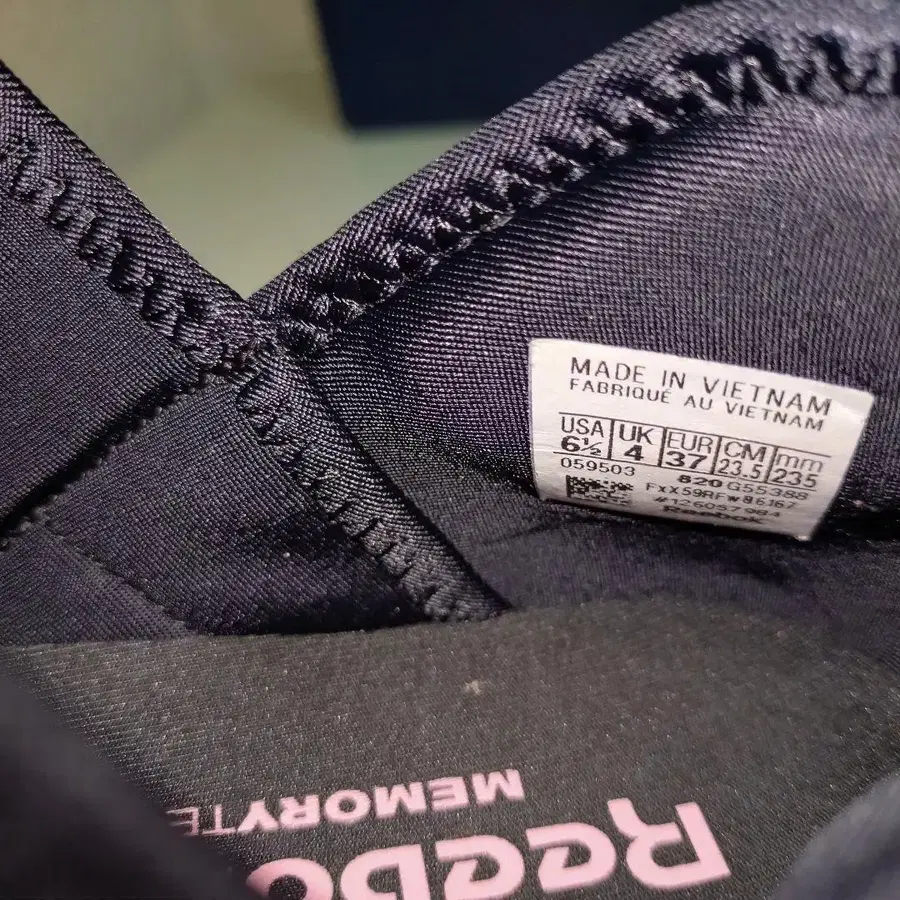 MADE IN VIETNAM
FABRIQUÉ AU VIETNAM
USA UK EUR CM mm
6½ 4 37 23.5 235
059503 820 G55388
#126057984
Reebok
MEMORYTE
Reebo